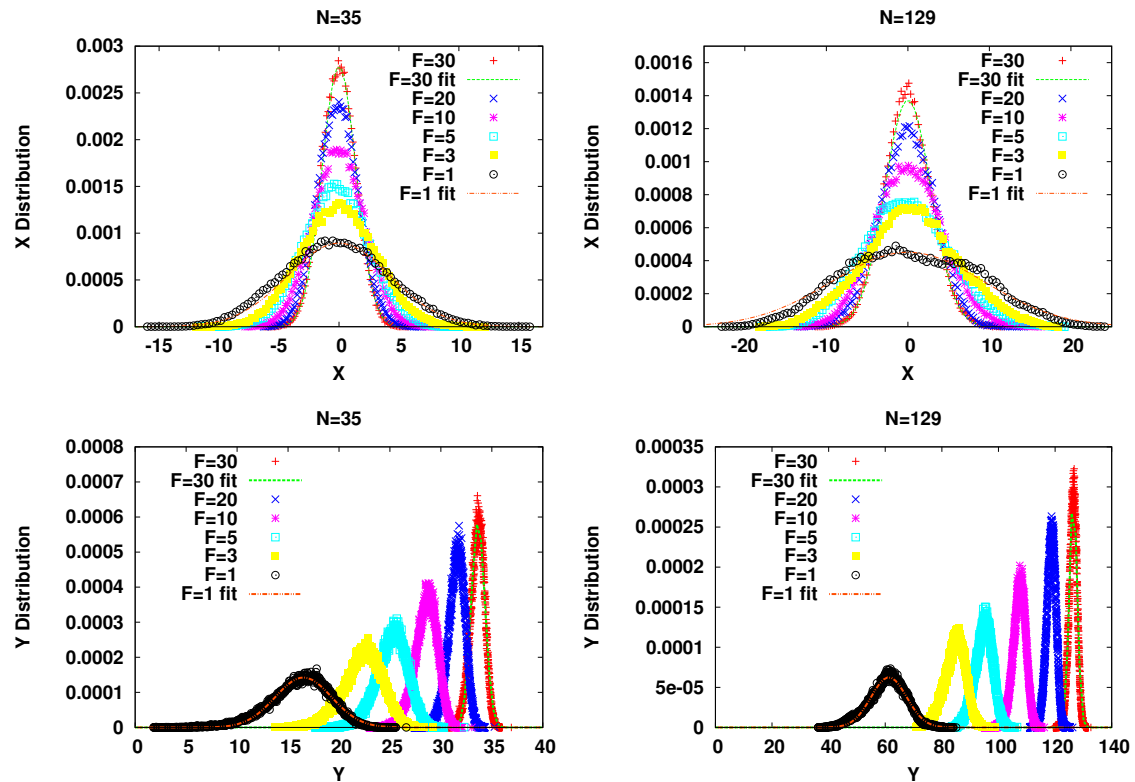 N=35
0.003
0.0025
0.002
0.0015
0.001
0.0005
0
-15
-10
-5
0
5
10
15
X
X Distribution
F=30
F=30 fit
F=20
F=10
F=5
F=3
F=1
F=1 fit
N=129
0.0016
0.0014
0.0012
0.001
0.0008
0.0006
0.0004
0.0002
0
-20
-10
0
10
20
X
X Distribution
F=30
F=30 fit
F=20
F=10
F=5
F=3
F=1
F=1 fit
N=35
0.0008
0.0007
0.0006
0.0005
0.0004
0.0003
0.0002
0.0001
0
0
5
10
15
20
25
30
35
40
Y
Y Distribution
F=30
F=30 fit
F=20
F=10
F=5
F=3
F=1
F=1 fit
N=129
0.00035
0.0003
0.00025
0.0002
0.00015
0.0001
5e-05
0
0
20
40
60
80
100
120
140
Y
Y Distribution
F=30
F=30 fit
F=20
F=10
F=5
F=3
F=1
F=1 fit